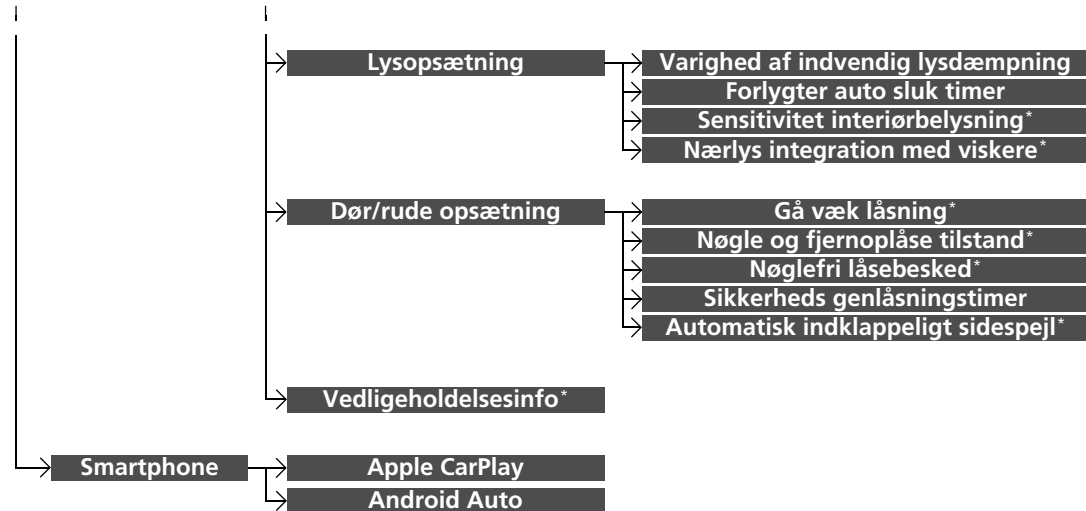 Lysopsætning
Varighed af indvendig lysdæmpning
Forlygter auto sluk timer
Sensitivitet interiørbelysning*
Nærlys integration med viskere*
Dør/rude opsætning
Gå væk låsning*
Nøgle og fjernoplåse tilstand*
Nøglefri låsebesked*
Sikkerheds genlåsningstimer
Automatisk indklappeligt sidespejl*
Vedligeholdelsesinfo*
Smartphone
Apple CarPlay
Android Auto